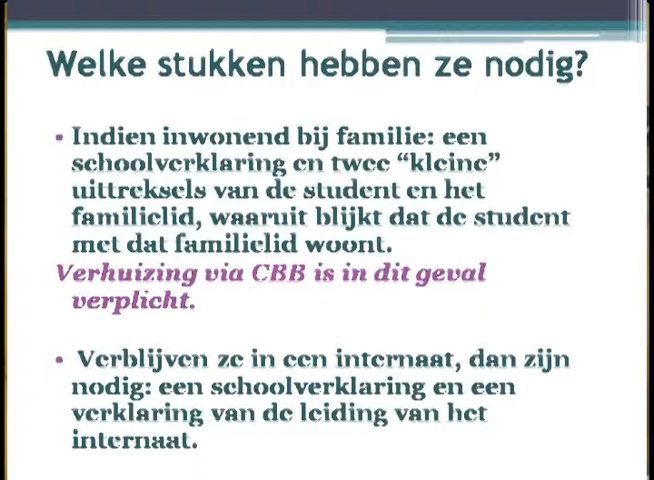 Welke stukken hebben ze nodig?
▪ Indien inwonend bij familie: een
schoolverklaring en twee “kleine”
uittreksels van de student en het
familielid, waaruit blijkt dat de student
met dat familielid woont.
Verhuizing via CBB is in dit geval
verplicht.
▪ Verblijven ze in een internaat, dan zijn
nodig: een schoolverklaring en een
verklaring van de leiding van het
internaat.